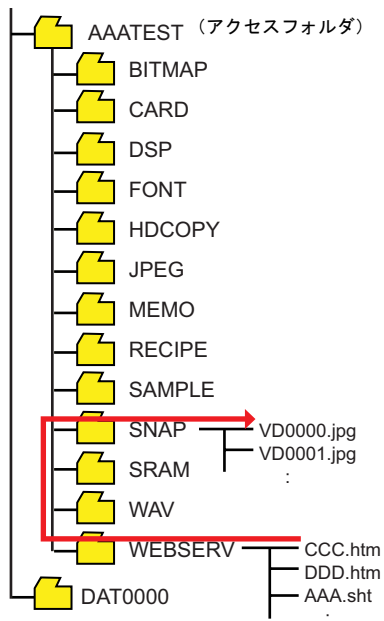 AAATEST (アクセスフォルダ)
BITMAP
CARD
DSP
FONT
HDCOPY
JPEG
MEMO
RECIPE
SAMPLE
SNAP VD0000.jpg
VD0001.jpg
:
SRAM
WAV
WEBSERV CCC.htm
DDD.htm
DAT0000 AAA.sht
: